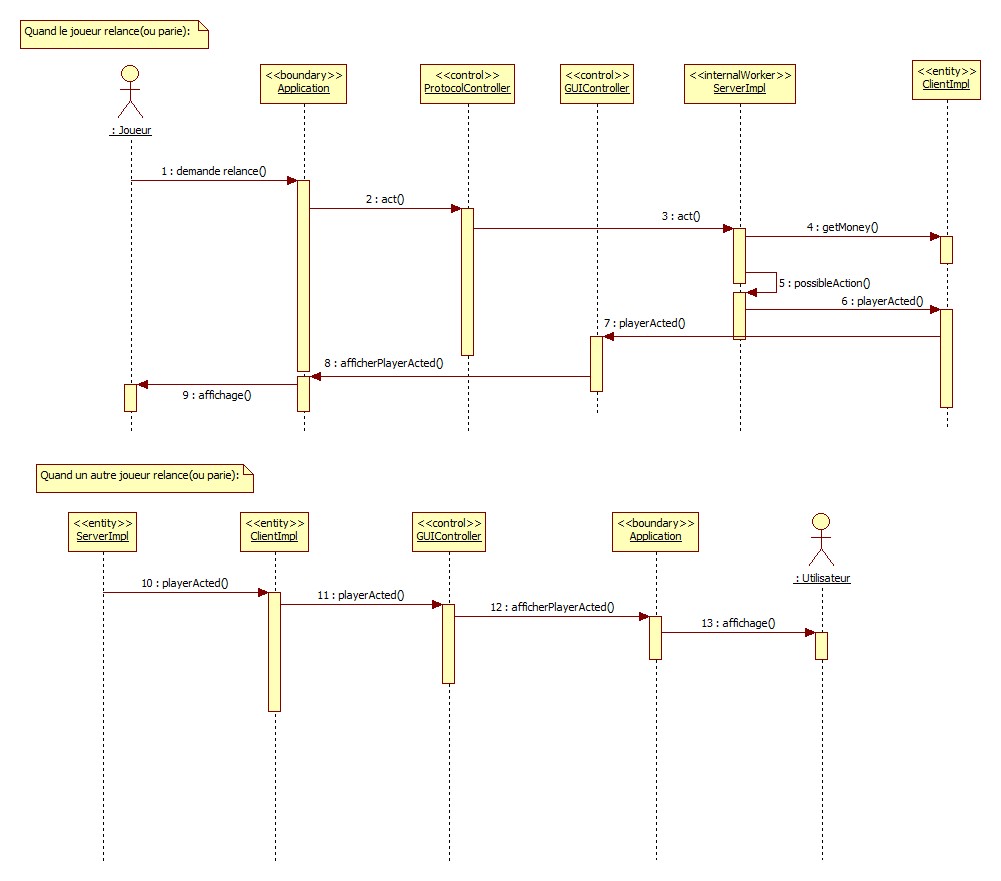 Quand le joueur relance(ou parie):
<<boundary>>
Application
<<control>>
ProtocolController
<<control>>
GUIController
<<internalWorker>>
ServerImpl
<<entity>>
ClientImpl
: Joueur
1 : demande relance()
2 : act()
3 : act()
4 : getMoney()
5 : possibleAction()
6 : playerActed()
7 : playerActed()
8 : afficherPlayerActed()
9 : affichage()
Quand un autre joueur relance(ou parie):
<<entity>>
ServerImpl
<<entity>>
ClientImpl
<<control>>
GUIController
<<boundary>>
Application
: Utilisateur
10 : playerActed()
11 : playerActed()
12 : afficherPlayerActed()
13 : affichage()